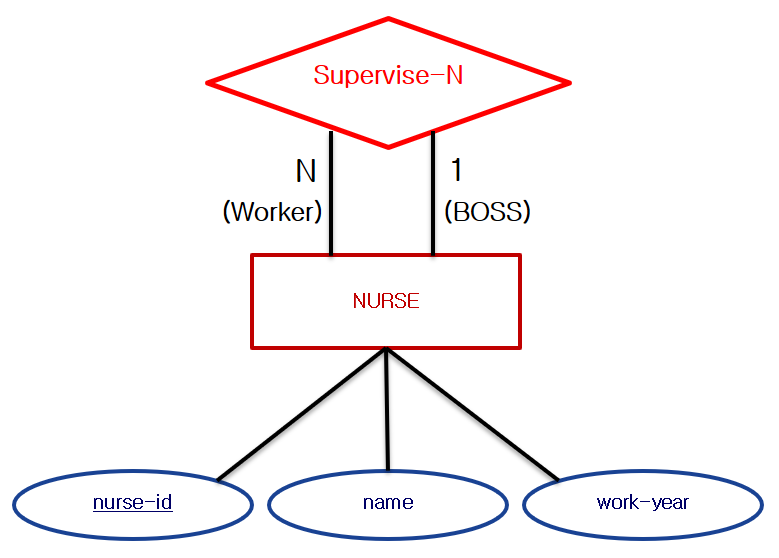 Supervise-N
N 1
(Worker) (BOSS)
NURSE
nurse-id name work-year